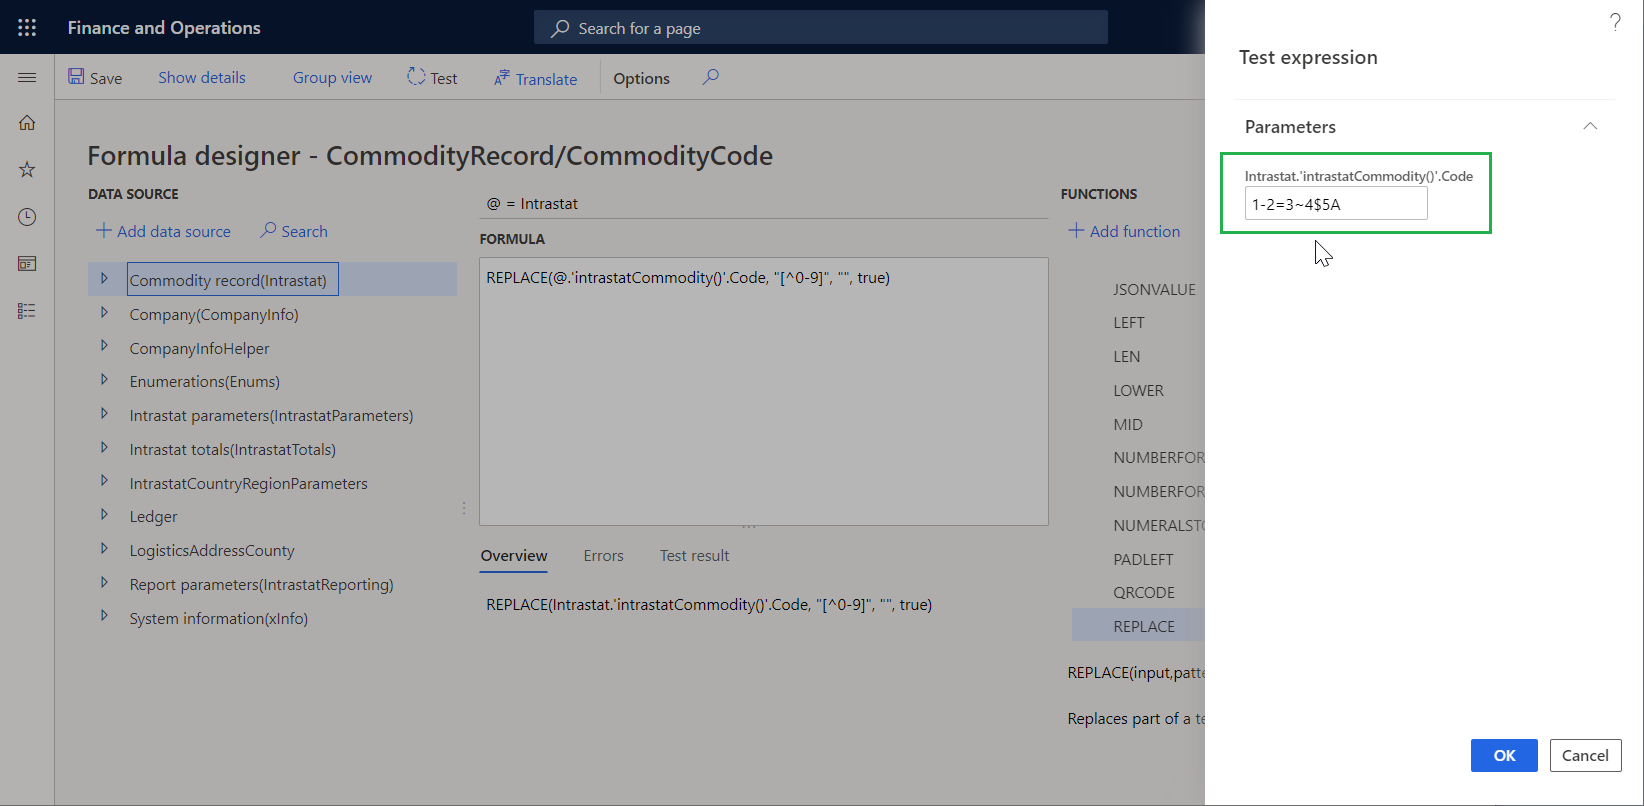 Finance and Operations
Search for a page
Save
Show details
Group view
Test
Translate
Options
Formula designer - CommodityRecord/CommodityCode
DATA SOURCE
Add data source
Search
Commodity record(Intrastat)
Company(CompanyInfo)
CompanyInfoHelper
Enumerations(Enums)
Intrastat parameters(IntrastatParameters)
Intrastat totals(IntrastatTotals)
IntrastatCountryRegionParameters
Ledger
LogisticsAddressCounty
Report parameters(IntrastatReporting)
System information(xInfo)
@ = Intrastat
FORMULA
REPLACE(@.'intrastatCommodity()'.Code, "[^0-9]", "", true)
Overview
Errors
Test result
REPLACE(Intrastat.'intrastatCommodity()'.Code, "[^0-9]", "", true)
FUNCTIONS
Add function
JSONVALUE
LEFT
LEN
LOWER
MID
NUMBERFOR
NUMBERFOR
NUMERALSTO
PADLEFT
QRCODE
REPLACE
REPLACE(input,patte
Replaces part of a te
?
Test expression
Parameters
Intrastat.'intrastatCommodity()'.Code
1-2=3~4$5A
OK
Cancel